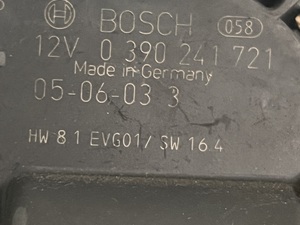 BOSCH 058
12V 0 390 241 721
Made in Germany
05-06-03 3
HW 8 1 EVG01/ SW 16.4